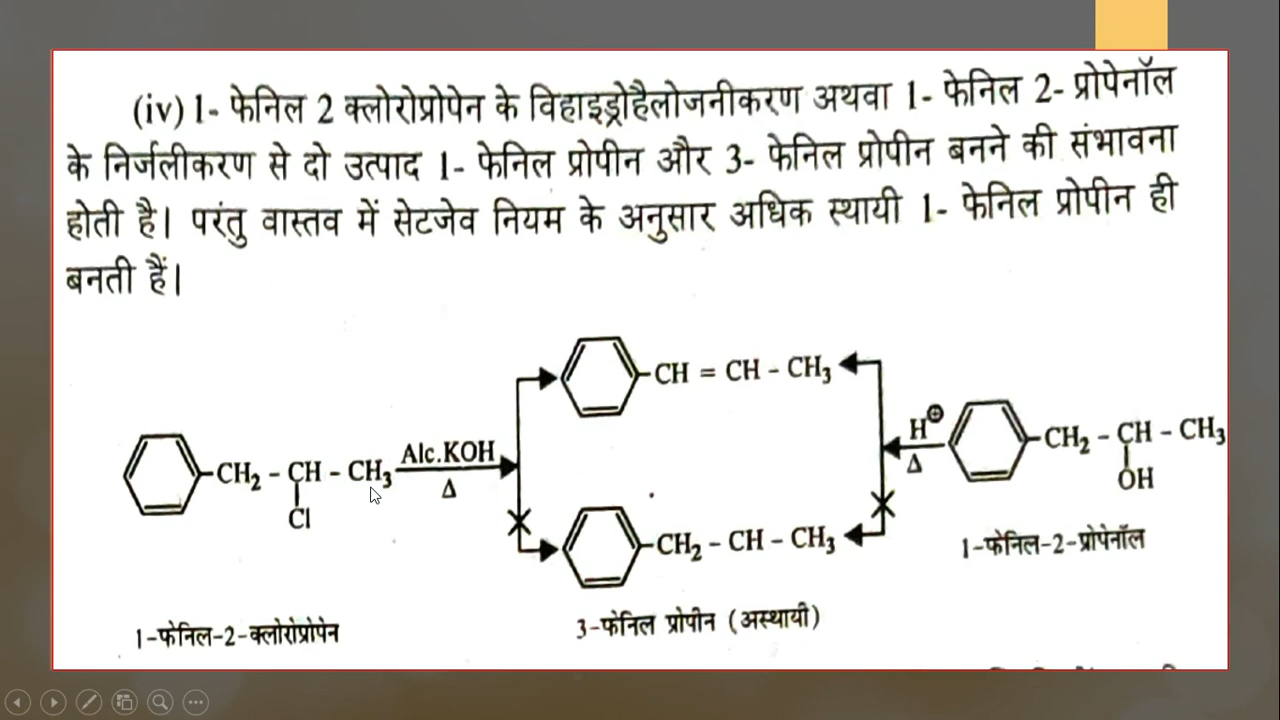 (iv) 1- फेनिल 2 क्लोरोप्रोपेन के विहाइड्रोहैलोजनीकरण अथवा 1- फेनिल 2- प्रोपेनॉल
के निर्जलीकरण से दो उत्पाद 1- फेनिल प्रोपीन और 3- फेनिल प्रोपीन बनने की संभावना
होती है। परंतु वास्तव में सेटजेव नियम के अनुसार अधिक स्थायी 1- फेनिल प्रोपीन ही
बनती हैं।
CH = CH - CH₃
H⊕
Δ
CH₂ - CH - CH₃
OH
1-फेनिल-2-प्रोपेनॉल
CH₂ - CH - CH₃
Cl
Alc.KOH
Δ
1-फेनिल-2-क्लोरोप्रोपेन
CH₂ - CH - CH₃
3-फेनिल प्रोपीन (अस्थायी)